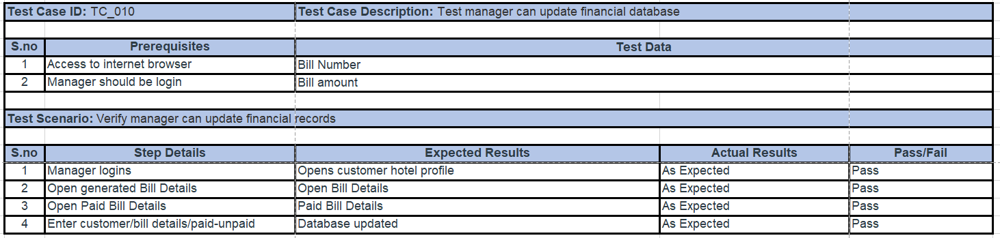 Test Case ID: TC_010 Test Case Description: Test manager can update financial database
S.no Prerequisites Test Data
1 Access to internet browser Bill Number
2 Manager should be login Bill amount
Test Scenario: Verify manager can update financial records
S.no Step Details Expected Results Actual Results Pass/Fail
1 Manager logins Opens customer hotel profile As Expected Pass
2 Open generated Bill Details Open Bill Details As Expected Pass
3 Open Paid Bill Details Paid Bill Details As Expected Pass
4 Enter customer/bill details/paid-unpaid Database updated As Expected Pass